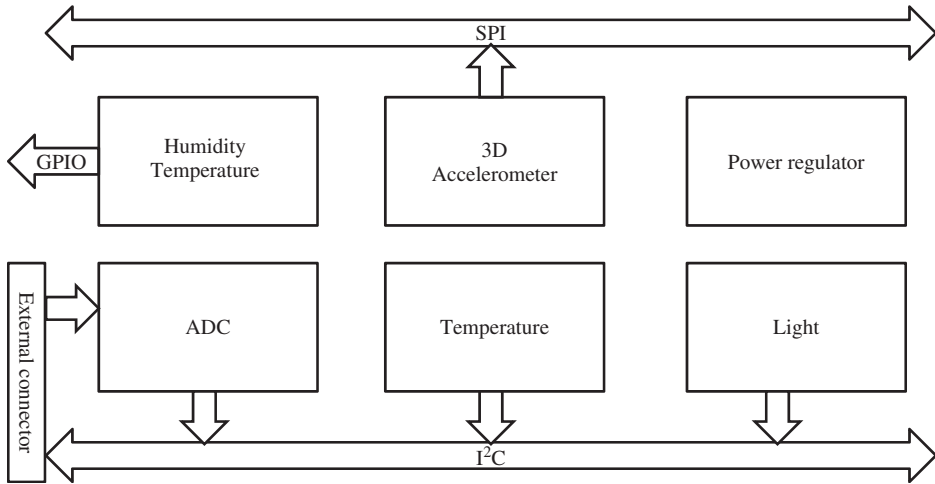 SPI
GPIO
Humidity
Temperature
3D
Accelerometer
Power regulator
External connector
ADC
Temperature
Light
I²C